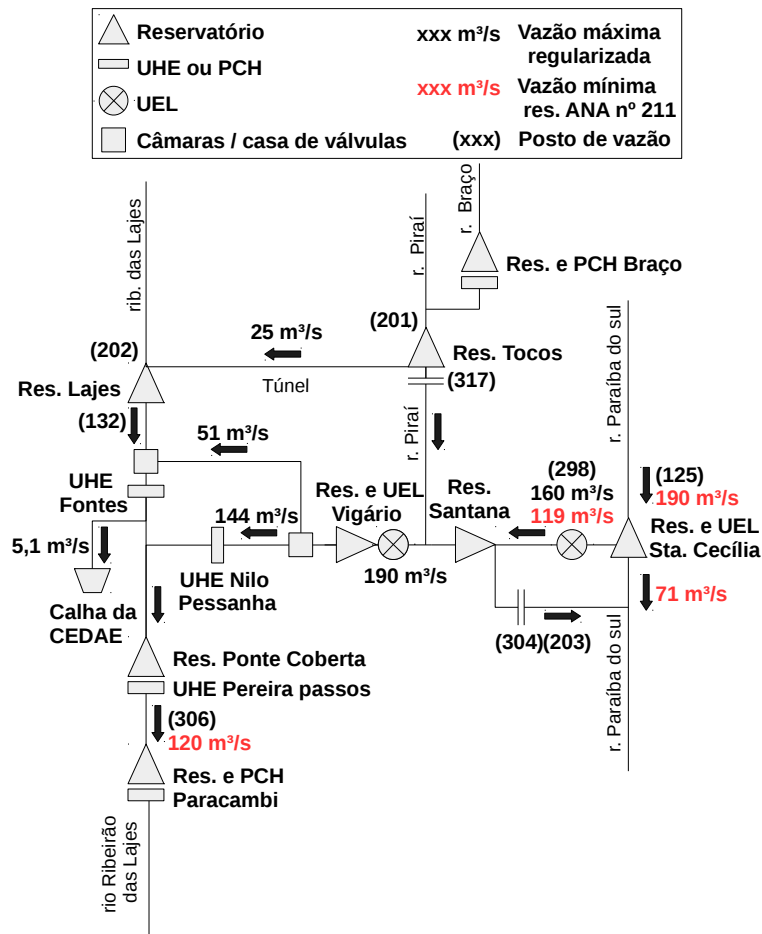 Reservatório
UHE ou PCH
UEL
Câmaras / casa de válvulas
xxx m³/s Vazão máxima
regularizada
xxx m³/s Vazão mínima
res. ANA nº 211
(xxx) Posto de vazão
rib. das Lajes
r. Piraí
r. Braço
Res. e PCH Braço
r. Paraíba do sul
(201)
25 m³/s
(202)
Res. Tocos
Túnel
(317)
Res. Lajes
(132)
r. Piraí
51 m³/s
UHE
Fontes
Res. e UEL
Vigário
Res.
Santana
(298)
160 m³/s
119 m³/s
(125)
190 m³/s
144 m³/s
Res. e UEL
Sta. Cecília
5,1 m³/s
UHE Nilo
Pessanha
190 m³/s
71 m³/s
Calha da
CEDAE
(304)(203)
r. Paraíba do sul
Res. Ponte Coberta
UHE Pereira passos
(306)
120 m³/s
Res. e PCH
Paracambi
rio Ribeirão
das Lajes